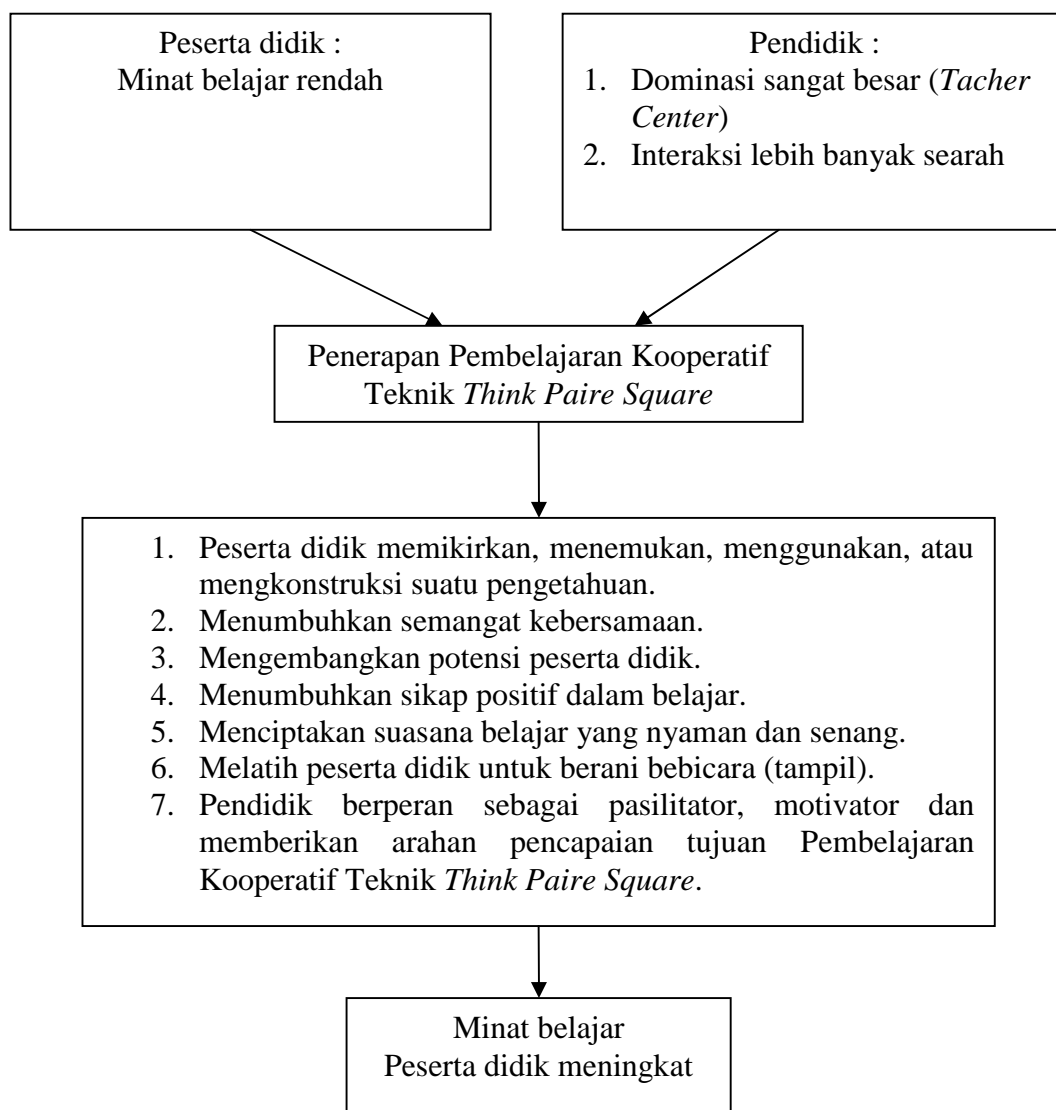 Peserta didik :
Minat belajar rendah
Pendidik :
1. Dominasi sangat besar (Tacher
Center)
2. Interaksi lebih banyak searah
Penerapan Pembelajaran Kooperatif
Teknik Think Paire Square
1. Peserta didik memikirkan, menemukan, menggunakan, atau
mengkonstruksi suatu pengetahuan.
2. Menumbuhkan semangat kebersamaan.
3. Mengembangkan potensi peserta didik.
4. Menumbuhkan sikap positif dalam belajar.
5. Menciptakan suasana belajar yang nyaman dan senang.
6. Melatih peserta didik untuk berani bebicara (tampil).
7. Pendidik berperan sebagai pasilitator, motivator dan
memberikan arahan pencapaian tujuan Pembelajaran
Kooperatif Teknik Think Paire Square.
Minat belajar
Peserta didik meningkat